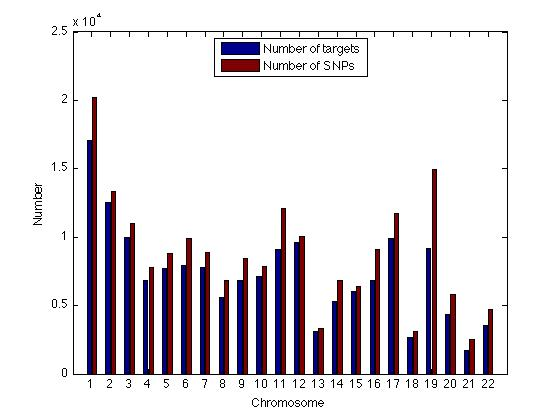 x 10^4
2.5
Number of targets
Number of SNPs
2
1.5
Number
1
0.5
0
1 2 3 4 5 6 7 8 9 10 11 12 13 14 15 16 17 18 19 20 21 22
Chromosome